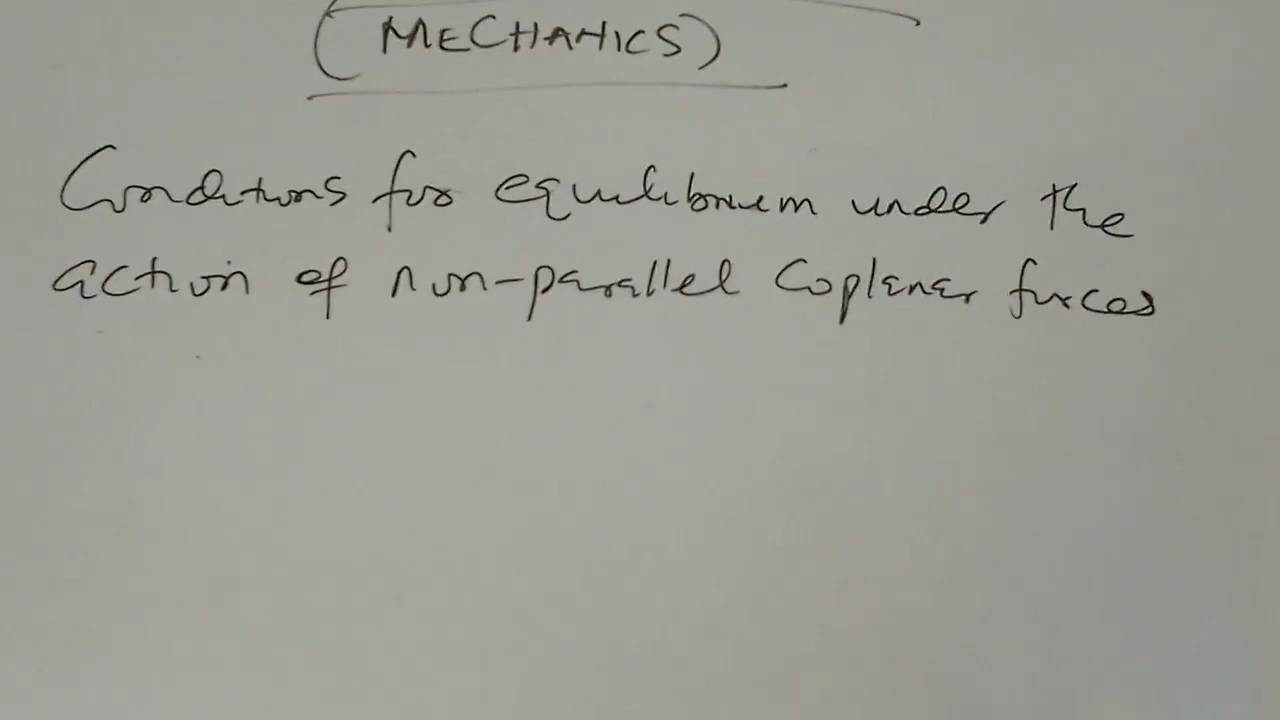 (MECHANICS)
Conditions for equilibrium under the
action of non-parallel Coplanar forces